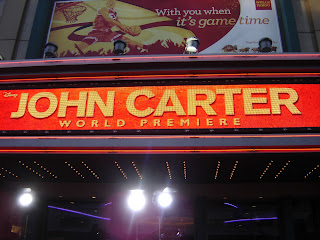 With you when
it's game time
Disney
JOHN CARTER
WORLD PREMIERE